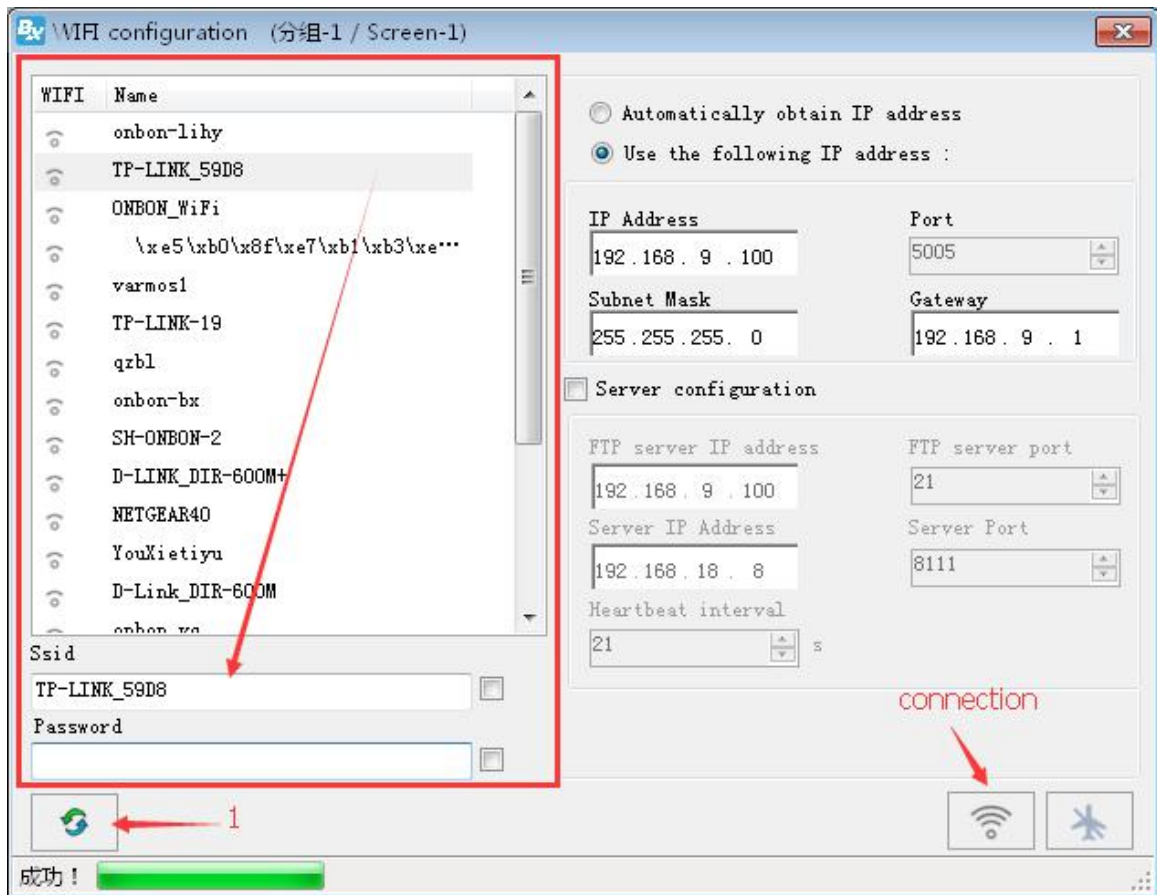 BX WIFI configuration (分组-1 / Screen-1)
WIFI Name
onbon-lihy
TP-LINK_59D8
ONBON_WiFi
\xe5\xb0\x8f\xe7\xb1\xb3\xe…
varmos1
TP-LINK-19
qzbl
onbon-bx
SH-ONBON-2
D-LINK_DIR-600M+
NETGEAR40
YouXietiyu
D-Link_DIR-600M
Ssid
TP-LINK_59D8
Password
1
成功！
Automatically obtain IP address
Use the following IP address :
IP Address Port
192.168. 9 .100 5005
Subnet Mask Gateway
255.255.255. 0 192.168. 9 . 1
Server configuration
FTP server IP address FTP server port
192.168. 9 .100 21
Server IP Address Server Port
192.168.18 . 8 8111
Heartbeat interval
21 s
connection